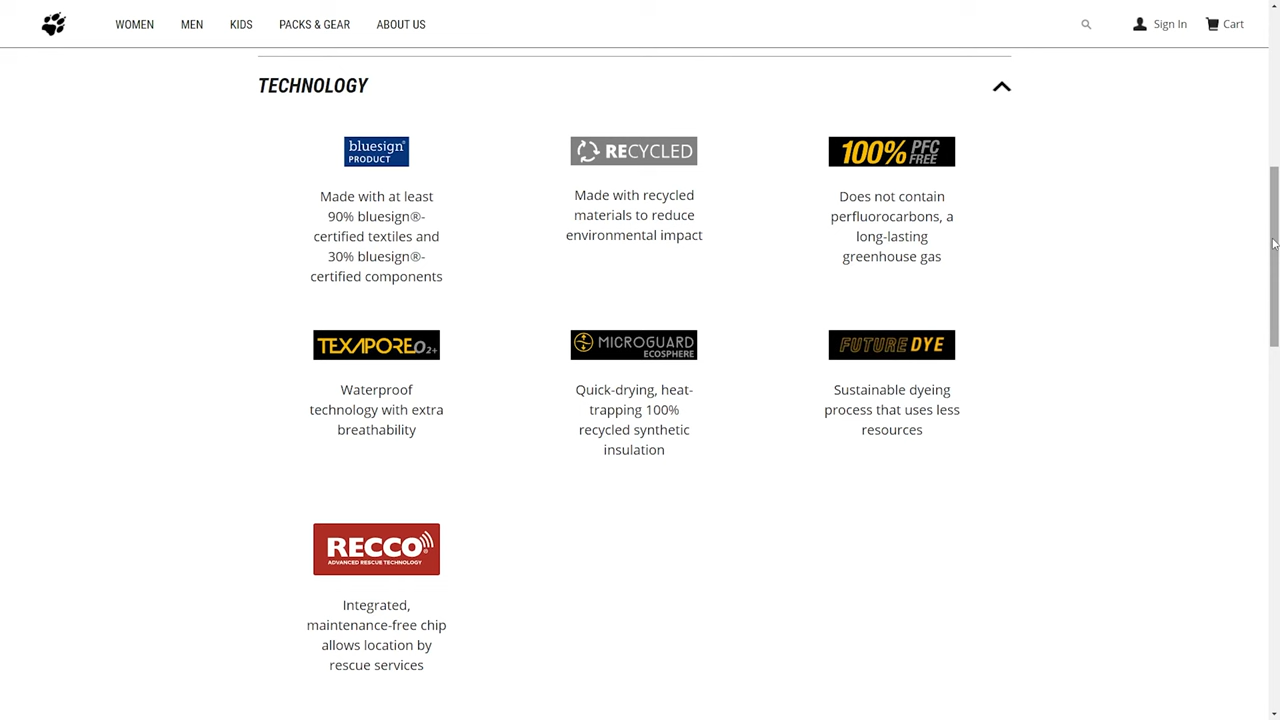 WOMEN MEN KIDS PACKS & GEAR ABOUT US Sign In Cart
TECHNOLOGY
bluesign®
PRODUCT
Made with at least
90% bluesign®-
certified textiles and
30% bluesign®-
certified components
RECYCLED
Made with recycled
materials to reduce
environmental impact
100% PFC
FREE
Does not contain
perfluorocarbons, a
long-lasting
greenhouse gas
TEXAPORE O2+
Waterproof
technology with extra
breathability
MICROGUARD
ECOSPHERE
Quick-drying, heat-
trapping 100%
recycled synthetic
insulation
FUTURE DYE
Sustainable dyeing
process that uses less
resources
RECCO®
ADVANCED RESCUE TECHNOLOGY
Integrated,
maintenance-free chip
allows location by
rescue services